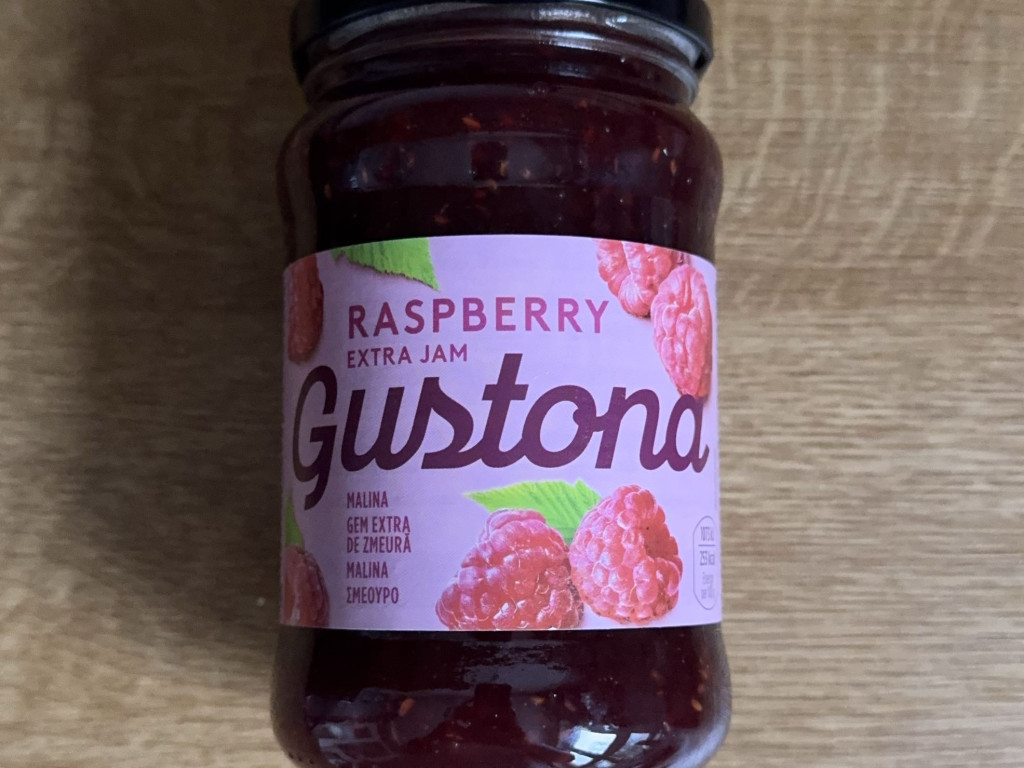 RASPBERRY
EXTRA JAM
Gustona
MALINA
GEM EXTRA
DE ZMEURĂ
MALINA
ΣΜΕΟΥΡΟ